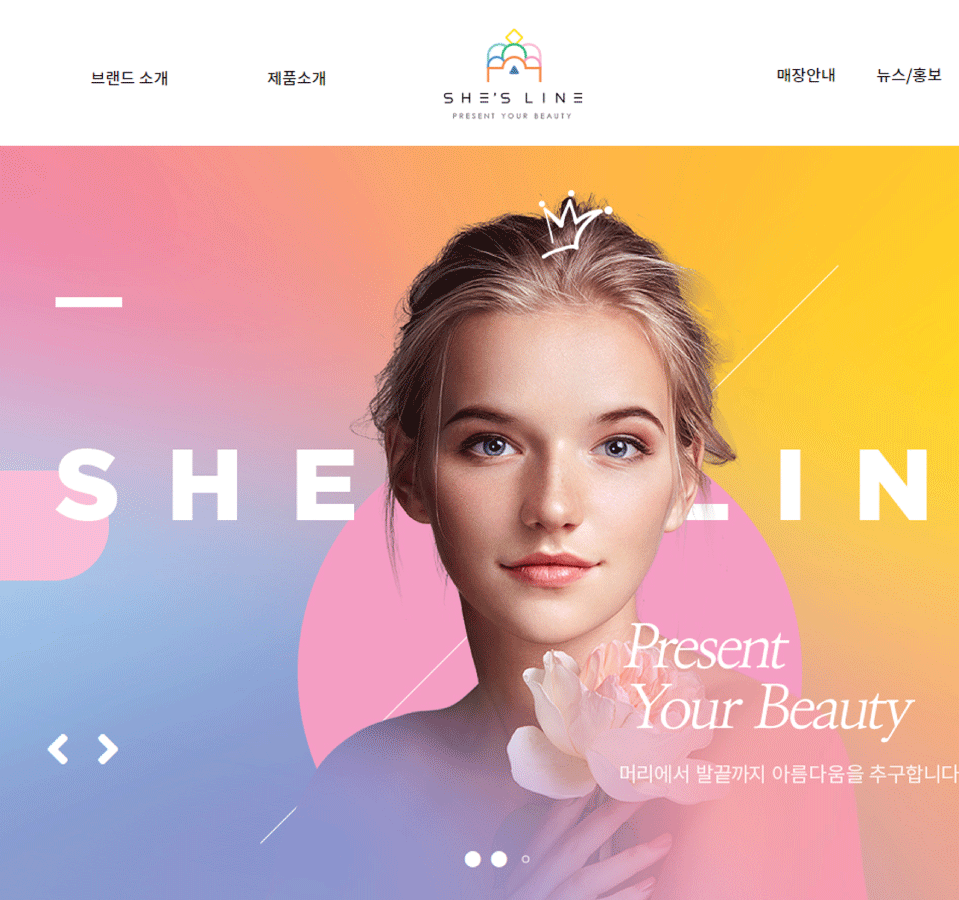 브랜드 소개
제품소개
SHE'S LINE
PRESENT YOUR BEAUTY
매장안내
뉴스/홍보
SHE LIN
Present
Your Beauty
머리에서 발끝까지 아름다움을 추구합니다